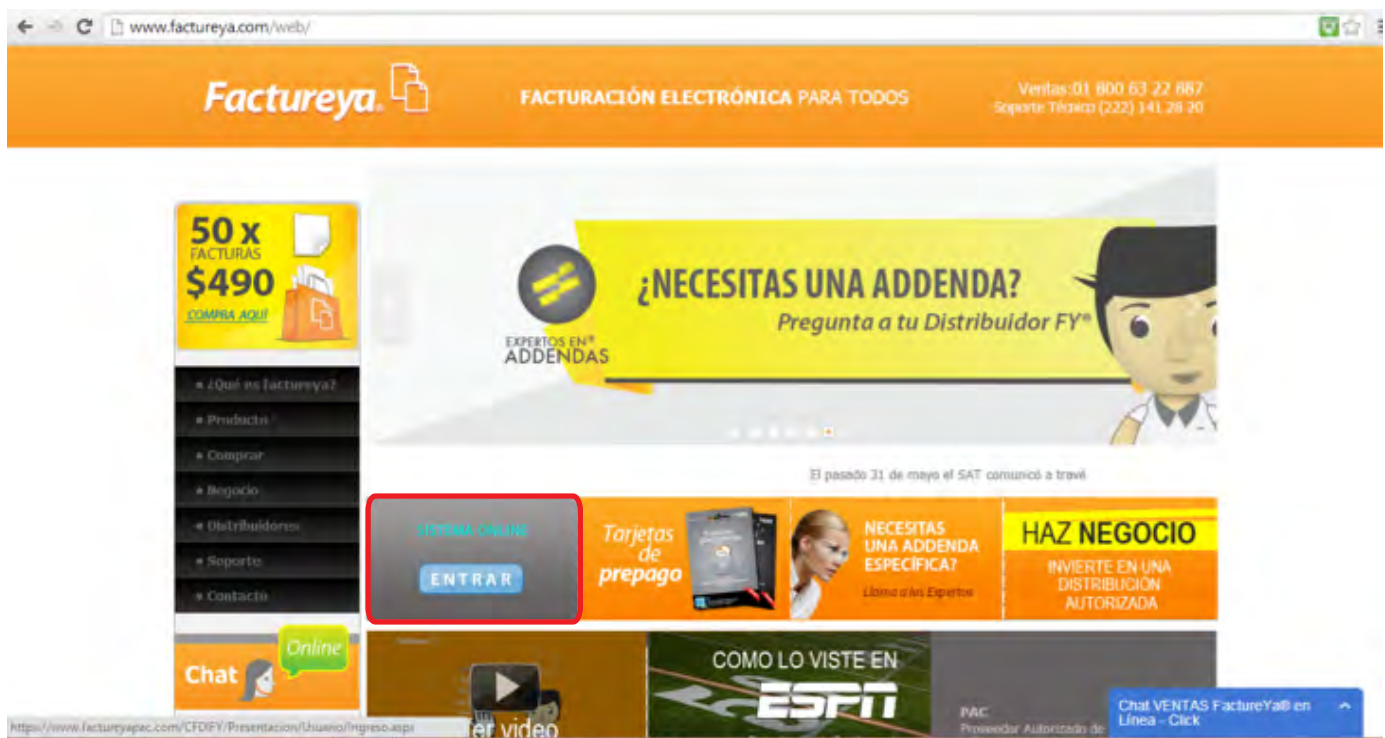 www.factureya.com/web/
Factureya.
FACTURACIÓN ELECTRÓNICA PARA TODOS
Ventas:01 800 63 22 887
Soporte Técnico (222) 141 28 20
50 x
FACTURAS
$490
COMPRA AQUÍ
EXPERTOS EN®
ADDENDAS
¿NECESITAS UNA ADDENDA?
Pregunta a tu Distribuidor FY®
¿Qué es factureya?
Producto
Comprar
Negocio
Distribuidores
Soporte
Contacto
El pasado 31 de mayo el SAT comunicó a travé
SISTEMA ONLINE
ENTRAR
Tarjetas
de
prepago
NECESITAS
UNA ADDENDA
ESPECÍFICA?
Llama a los Expertos
HAZ NEGOCIO
INVIERTE EN UNA
DISTRIBUCIÓN
AUTORIZADA
Chat
Online
er video
COMO LO VISTE EN
ESPN
PAC
Proveedor Autorizado de
Chat VENTAS FactureYa® en
Línea - Click
https://www.factureyapac.com/CFDIFY/Presentacion/Usuario/Ingreso.aspx